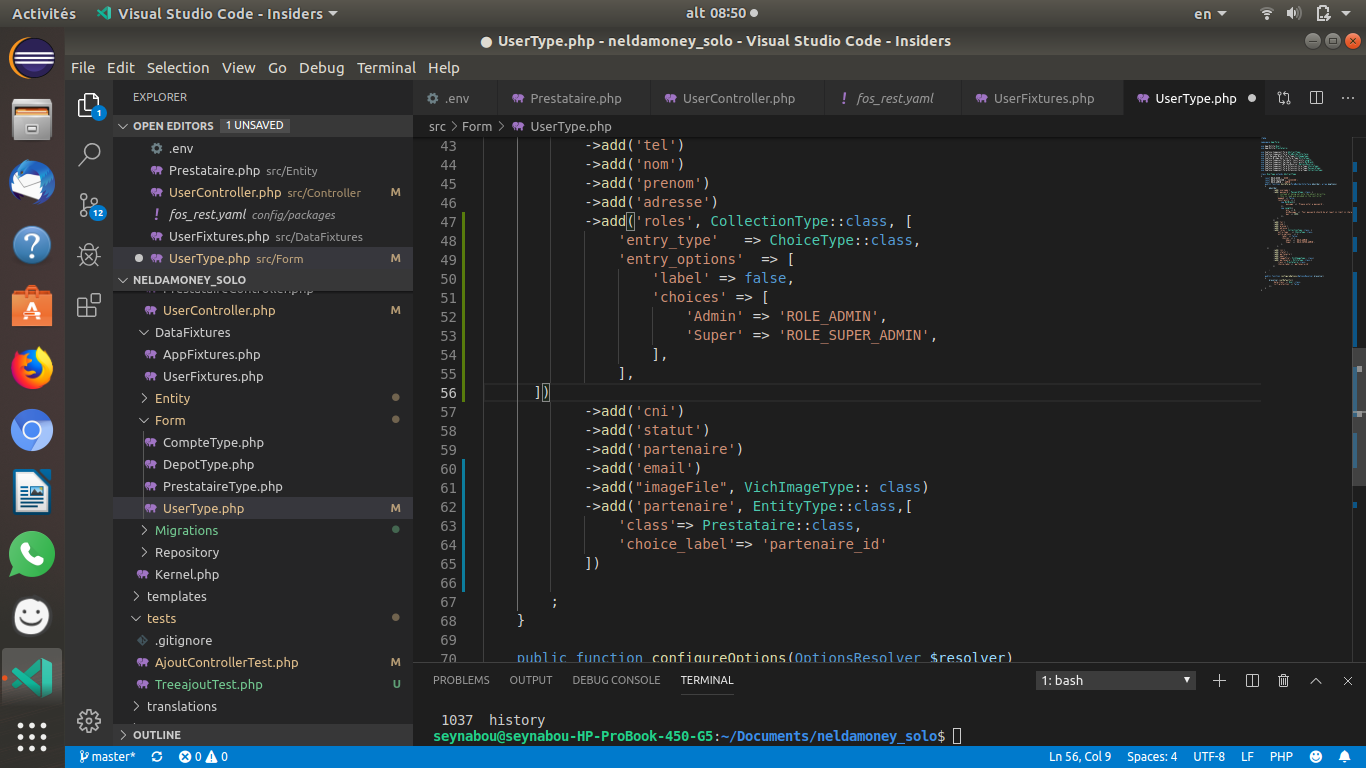 Activités
Visual Studio Code - Insiders
alt 08:50
en
UserType.php - neldamoney_solo - Visual Studio Code - Insiders
File Edit Selection View Go Debug Terminal Help
EXPLORER
OPEN EDITORS 1 UNSAVED
.env
Prestataire.php src/Entity
UserController.php src/Controller M
fos_rest.yaml config/packages
UserFixtures.php src/DataFixtures
UserType.php src/Form M
NELDAMONEY_SOLO
UserController.php M
DataFixtures
AppFixtures.php
UserFixtures.php
Entity
Form
CompteType.php
DepotType.php
PrestataireType.php
UserType.php M
Migrations
Repository
Kernel.php
templates
tests
.gitignore
AjoutControllerTest.php M
TreeajoutTest.php U
translations
OUTLINE
1
12
.env Prestataire.php UserController.php ! fos_rest.yaml UserFixtures.php UserType.php
src > Form > UserType.php
43 ->add('tel')
44 ->add('nom')
45 ->add('prenom')
46 ->add('adresse')
47 ->add('roles', CollectionType::class, [
48 'entry_type' => ChoiceType::class,
49 'entry_options' => [
50 'label' => false,
51 'choices' => [
52 'Admin' => 'ROLE_ADMIN',
53 'Super' => 'ROLE_SUPER_ADMIN',
54 ],
55 ],
56 ])
57 ->add('cni')
58 ->add('statut')
59 ->add('partenaire')
60 ->add('email')
61 ->add("imageFile", VichImageType:: class)
62 ->add('partenaire', EntityType::class,[
63 'class'=> Prestataire::class,
64 'choice_label'=> 'partenaire_id'
65 ])
66
67 ;
68 }
69
70 public function configureOptions(OptionsResolver $resolver)
PROBLEMS OUTPUT DEBUG CONSOLE TERMINAL
1: bash
1037 history
seynabou@seynabou-HP-ProBook-450-G5:~/Documents/neldamoney_solo$
master* 0 0
Ln 56, Col 9 Spaces: 4 UTF-8 LF PHP